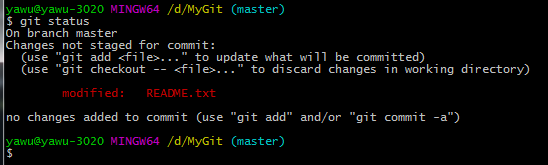 yawu@yawu-3020 MINGW64 /d/MyGit (master)
$ git status
On branch master
Changes not staged for commit:
  (use "git add <file>..." to update what will be committed)
  (use "git checkout -- <file>..." to discard changes in working directory)

        modified:   README.txt

no changes added to commit (use "git add" and/or "git commit -a")

yawu@yawu-3020 MINGW64 /d/MyGit (master)
$